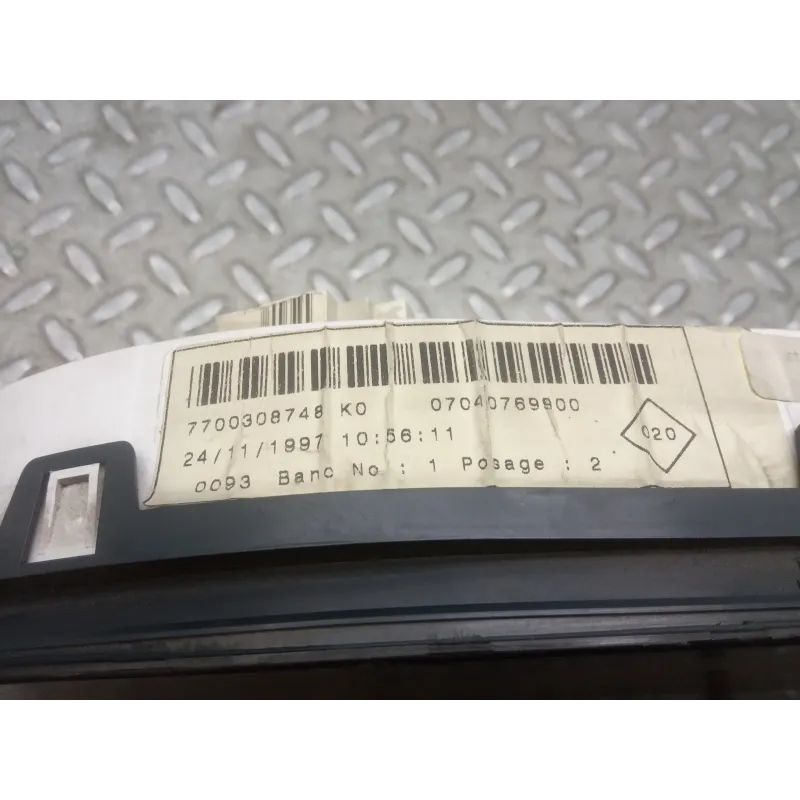 7700308748 K0 07040769900
24/11/1997 10:56:11
020
0093 Banc No : 1 Posage : 2